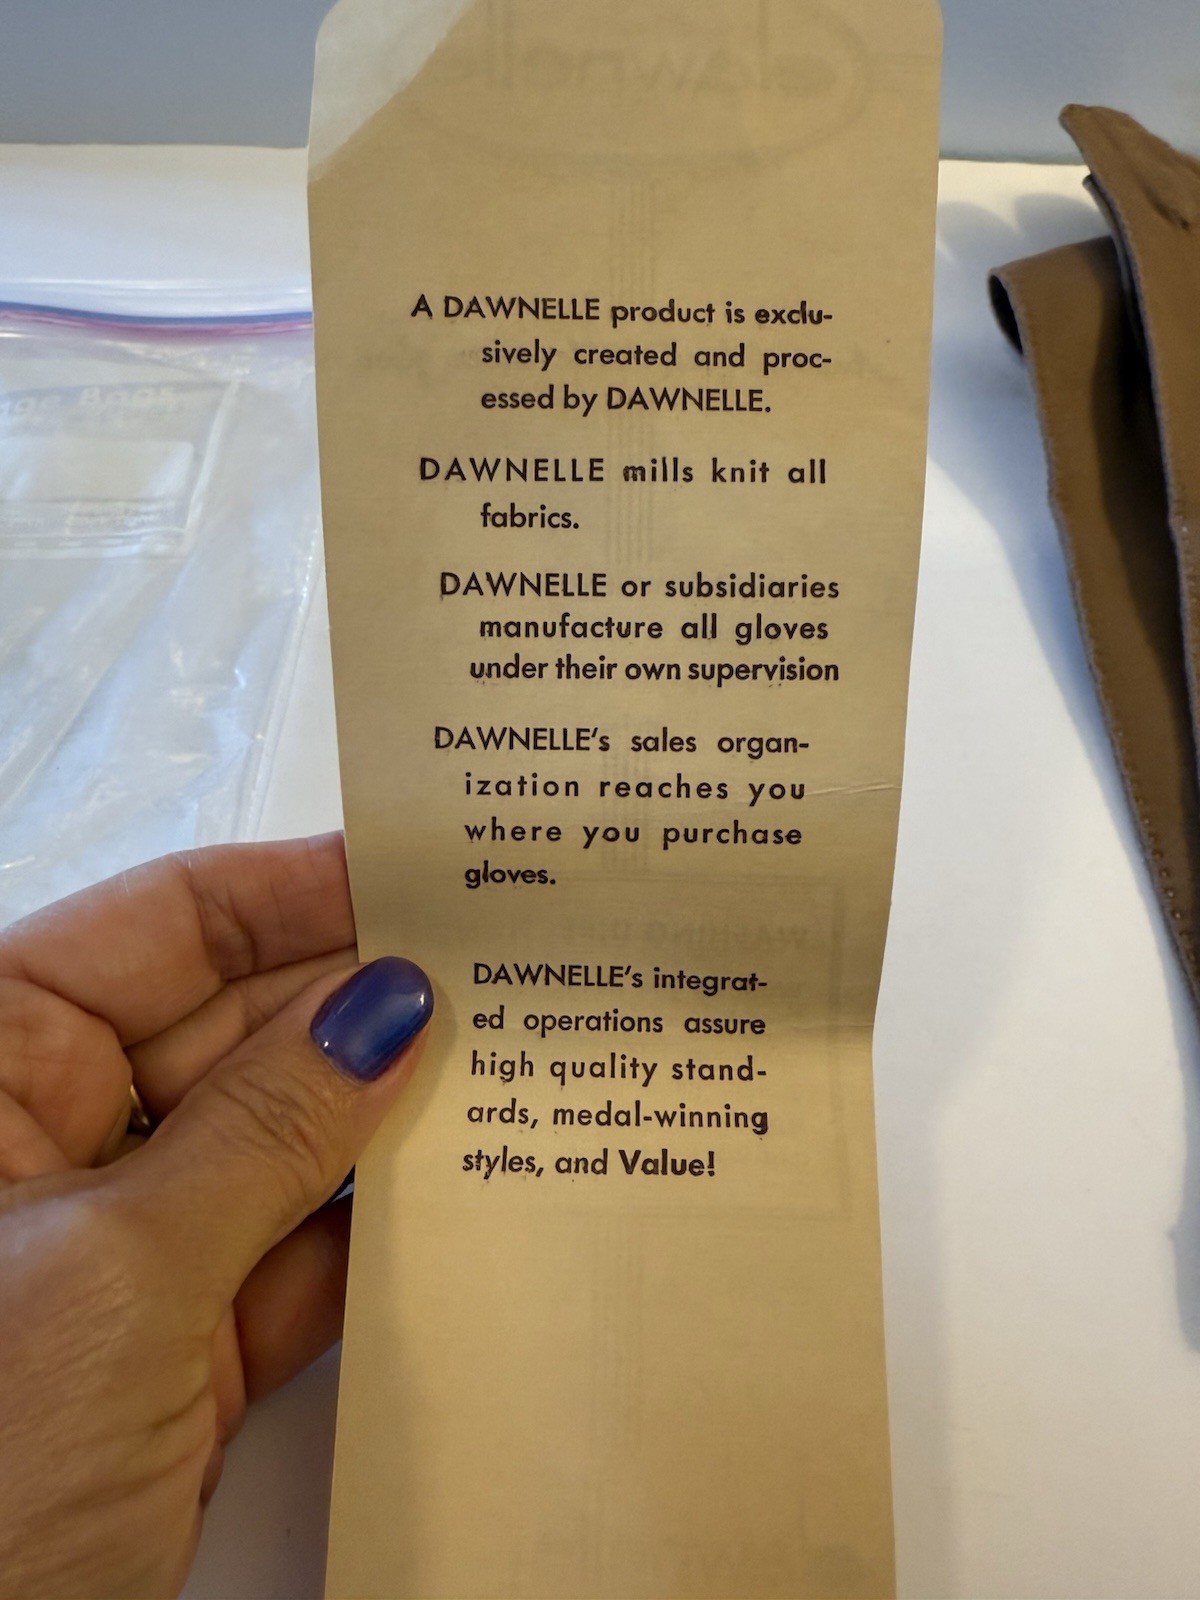 A DAWNELLE product is exclu-
sively created and proc-
essed by DAWNELLE.
DAWNELLE mills knit all
fabrics.
DAWNELLE or subsidiaries
manufacture all gloves
under their own supervision
DAWNELLE's sales organ-
ization reaches you
where you purchase
gloves.
DAWNELLE's integrat-
ed operations assure
high quality stand-
ards, medal-winning
styles, and Value!